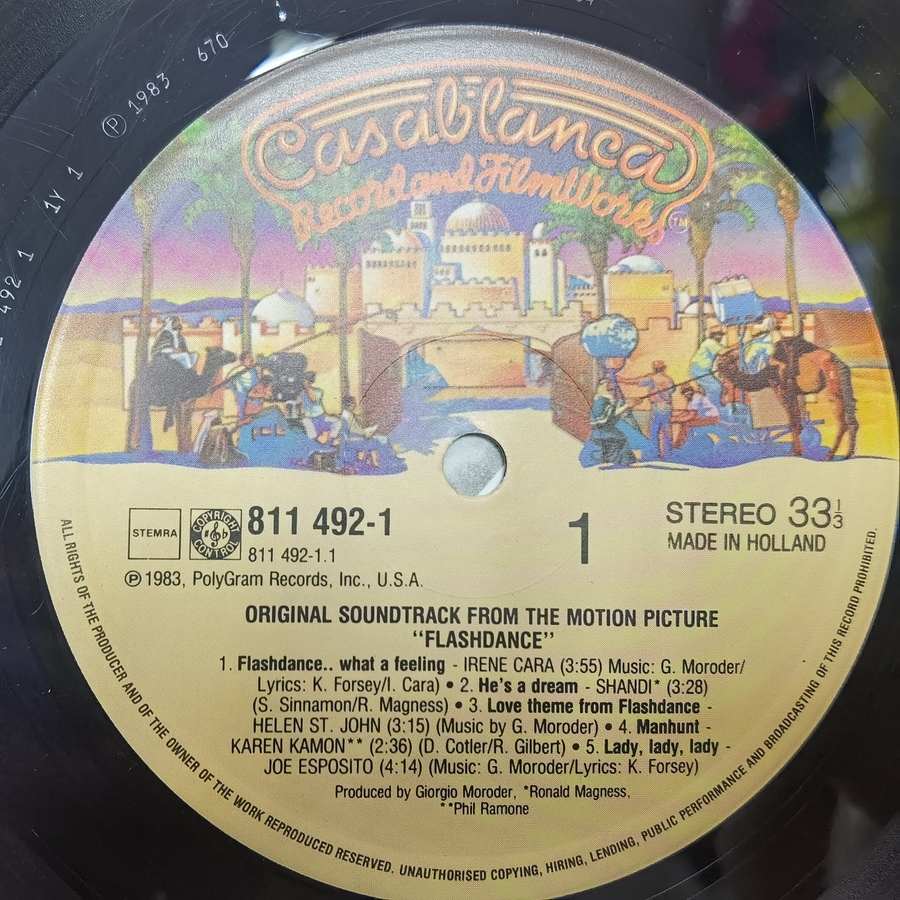 ℗ 1983 670
492 1 1Y 1
Casablanca
Record and FilmWorks
TM
STEMRA
COPYRIGHT CONTROL
811 492-1
811 492-1.1
1
STEREO 33 1/3
MADE IN HOLLAND
℗ 1983, PolyGram Records, Inc., U.S.A.
ORIGINAL SOUNDTRACK FROM THE MOTION PICTURE
"FLASHDANCE"
1. Flashdance.. what a feeling - IRENE CARA (3:55) Music: G. Moroder/
Lyrics: K. Forsey/I. Cara) • 2. He's a dream - SHANDI* (3:28)
(S. Sinnamon/R. Magness) • 3. Love theme from Flashdance -
HELEN ST. JOHN (3:15) (Music by G. Moroder) • 4. Manhunt -
KAREN KAMON** (2:36) (D. Cotler/R. Gilbert) • 5. Lady, lady, lady -
JOE ESPOSITO (4:14) (Music: G. Moroder/Lyrics: K. Forsey)
Produced by Giorgio Moroder, *Ronald Magness,
**Phil Ramone
ALL RIGHTS OF THE PRODUCER AND OF THE OWNER OF THE WORK REPRODUCED RESERVED. UNAUTHORISED COPYING, HIRING, LENDING, PUBLIC PERFORMANCE AND BROADCASTING OF THIS RECORD PROHIBITED.